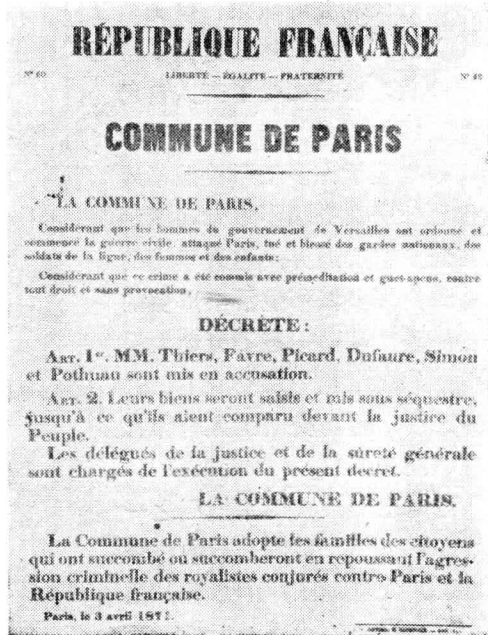 RÉPUBLIQUE FRANÇAISE
N° 60 LIBERTÉ — ÉGALITÉ — FRATERNITÉ N° 42
COMMUNE DE PARIS
LA COMMUNE DE PARIS,
Considérant que les hommes du gouvernement de Versailles ont ordonné et
commencé la guerre civile, attaqué Paris, tué et blessé des gardes nationaux, des
soldats de la ligne, des femmes et des enfants;
Considérant que ce crime a été commis avec préméditation et guet-apens, contre
tout droit et sans provocation,
DÉCRÈTE :
ART. 1er. MM. Thiers, Favre, Picard, Dufaure, Simon
et Pothuau sont mis en accusation.
ART. 2. Leurs biens seront saisis et mis sous séquestre,
jusqu'à ce qu'ils aient comparu devant la justice du
Peuple.
Les délégués de la justice et de la sûreté générale
sont chargés de l'exécution du présent decret.
LA COMMUNE DE PARIS.
La Commune de Paris adopte les familles des citoyens
qui ont succombé ou succomberont en repoussant l'agres-
sion criminelle des royalistes conjurés contre Paris et la
République française.
Paris, le 3 avril 1871.